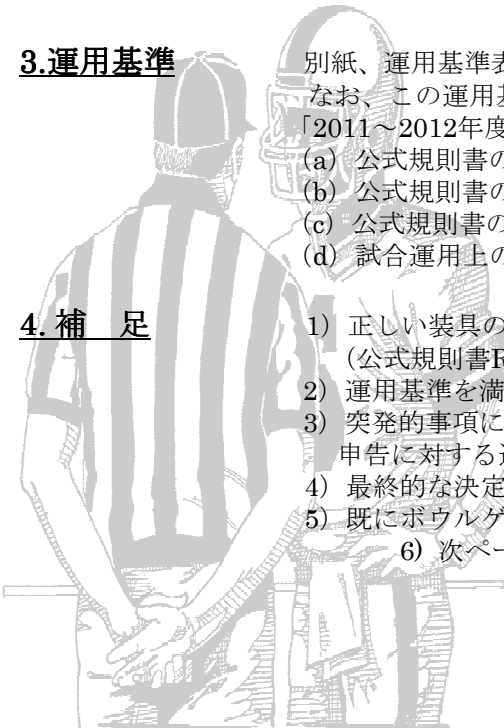 3.運用基準
別紙、運用基準表
なお、この運用基
「2011～2012年度
(a) 公式規則書の
(b) 公式規則書の
(c) 公式規則書の
(d) 試合運用上の
4. 補　足
1) 正しい装具の
（公式規則書R
2) 運用基準を満
3) 突発的事項に
申告に対する
4) 最終的な決定
5) 既にボウルゲ
6) 次ペー